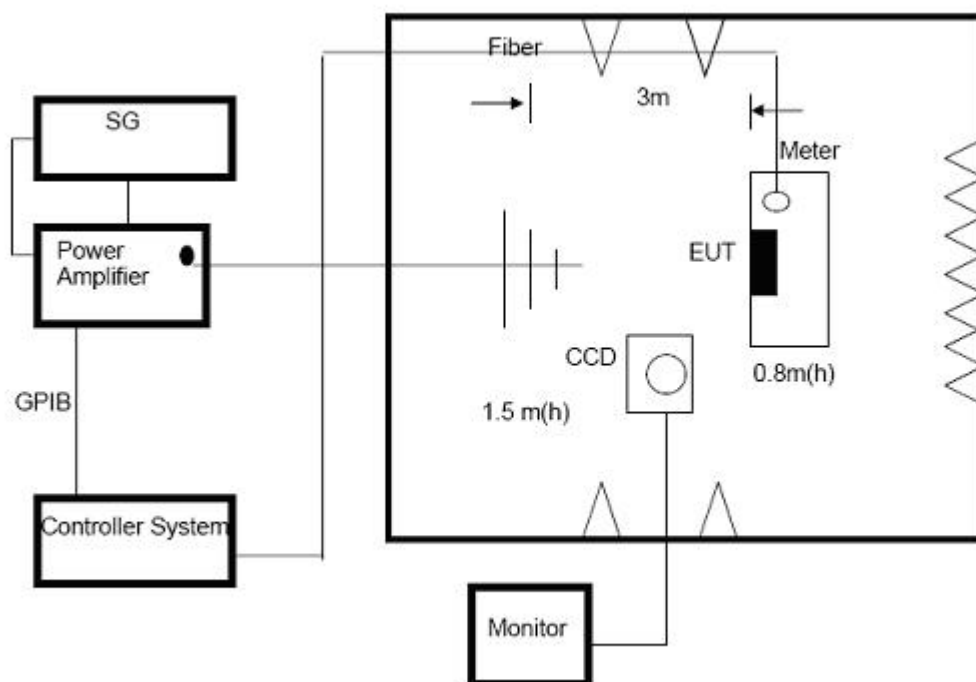 Fiber
3m
SG
Meter
Power
Amplifier
EUT
CCD
0.8m(h)
GPIB
1.5 m(h)
Controller System
Monitor